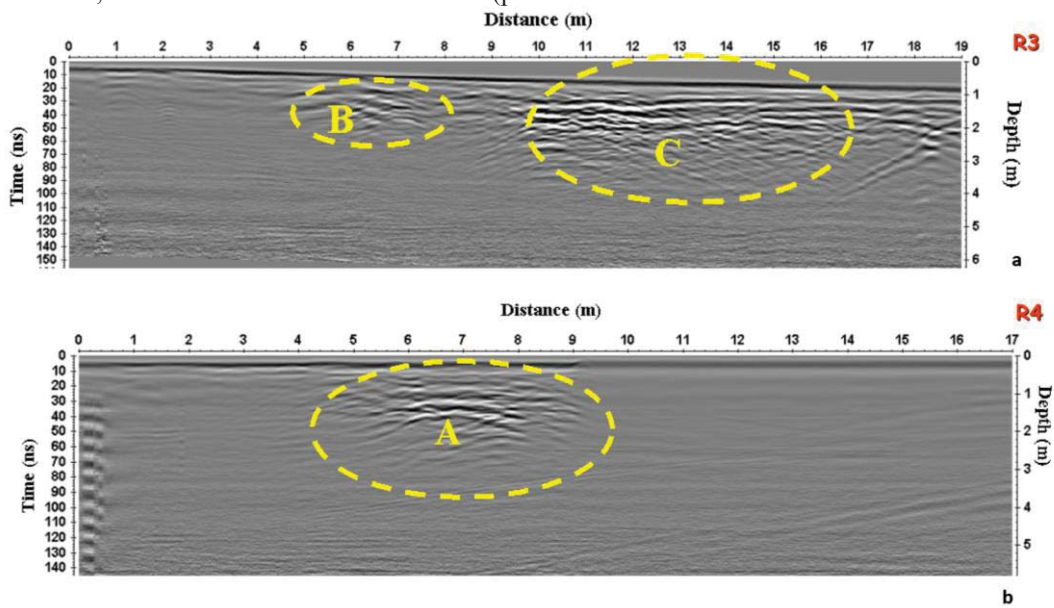 Distance (m)
R3
0 1 2 3 4 5 6 7 8 9 10 11 12 13 14 15 16 17 18 19
0 10 20 30 40 50 60 70 80 90 100 110 120 130 140 150
Time (ns)
B
C
0 1 2 3 4 5 6
Depth (m)
a
Distance (m)
R4
0 1 2 3 4 5 6 7 8 9 10 11 12 13 14 15 16 17
0 10 20 30 40 50 60 70 80 90 100 110 120 130 140
Time (ns)
A
0 1 2 3 4 5
Depth (m)
b